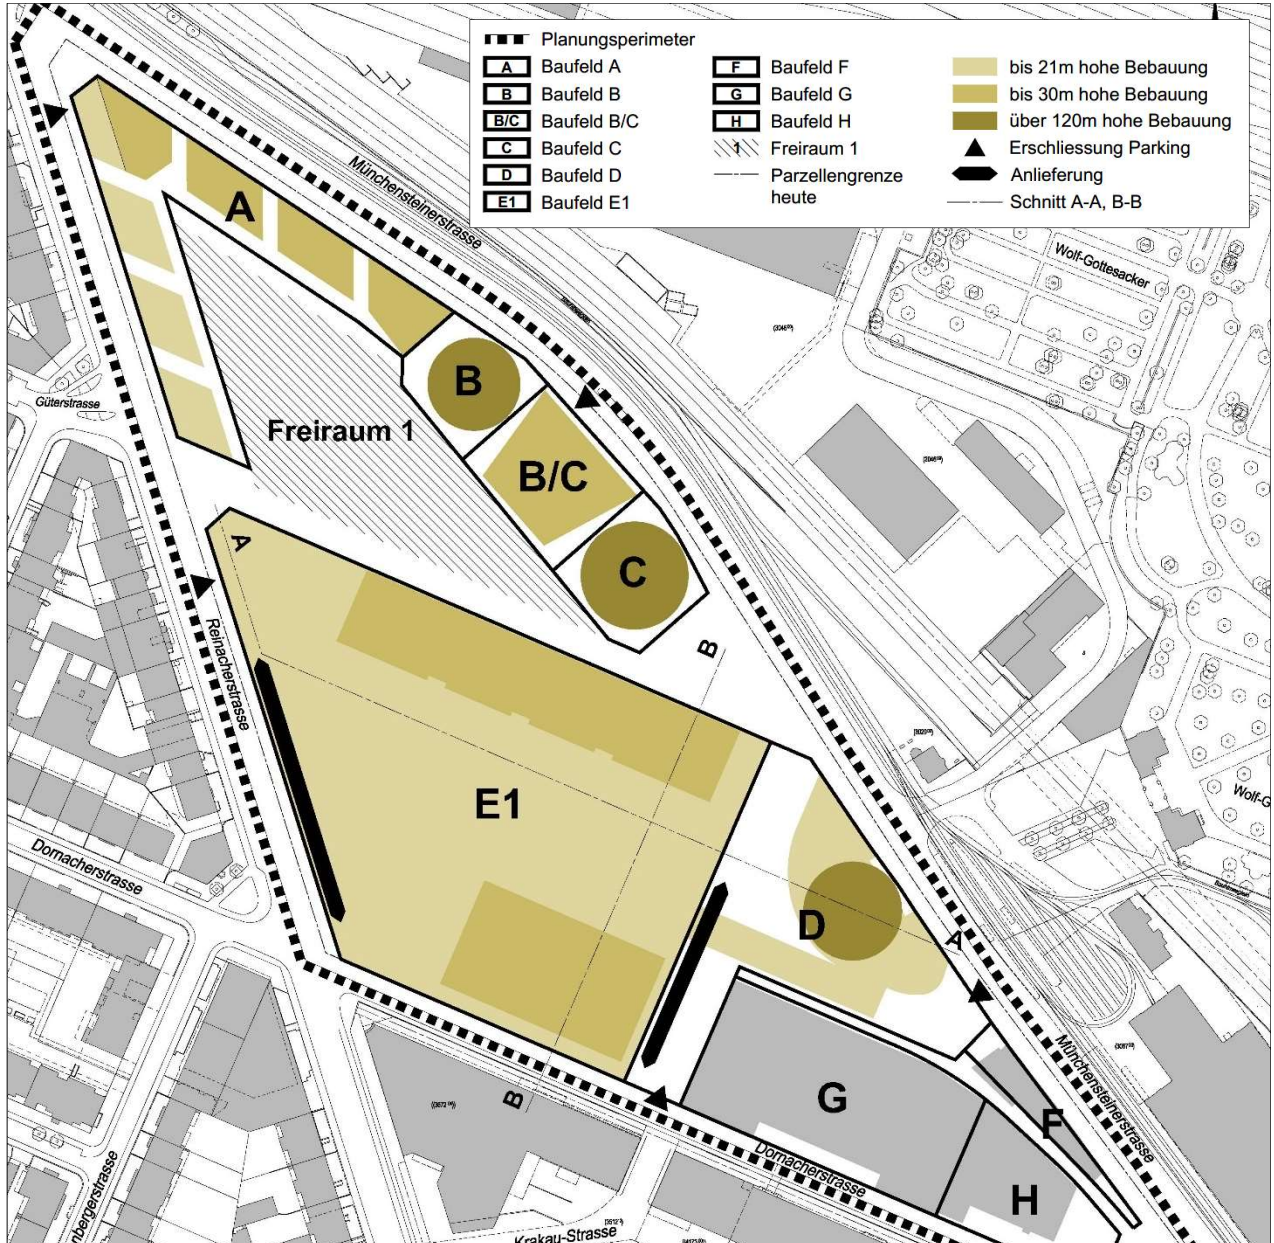 Planungsperimeter
A Baufeld A
B Baufeld B
B/C Baufeld B/C
C Baufeld C
D Baufeld D
E1 Baufeld E1
F Baufeld F
G Baufeld G
H Baufeld H
1 Freiraum 1
Parzellengrenze
heute
bis 21m hohe Bebauung
bis 30m hohe Bebauung
über 120m hohe Bebauung
Erschliessung Parking
Anlieferung
Schnitt A-A, B-B
Münchensteinerstrasse
A
Wolf-Gottesacker
B
Güterstrasse
Freiraum 1
B/C
A
C
Reinacherstrasse
B
E1
Wolf-G
Dornacherstrasse
D
A
Münchensteinerstrasse
G
B
F
Dornacherstrasse
H
mbergerstrasse
Krakau-Strasse